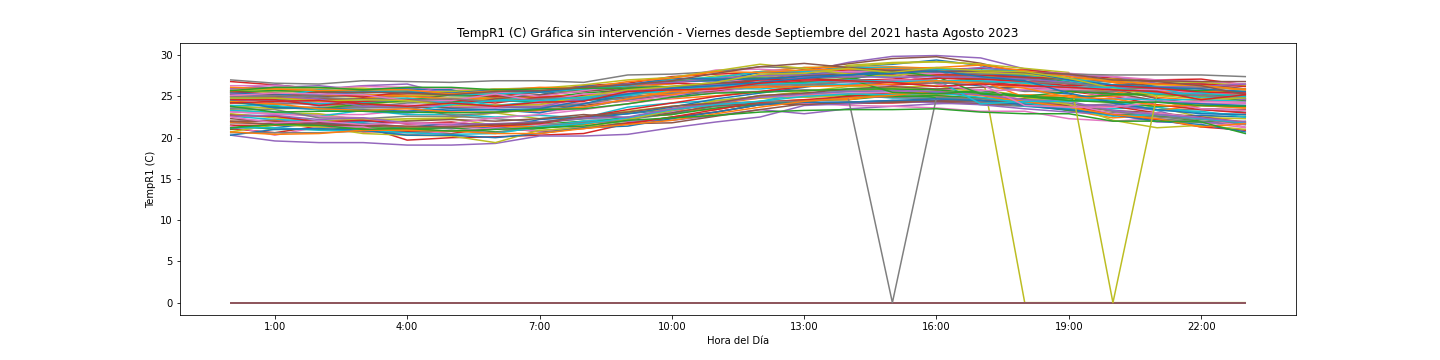 TempR1 (C) Gráfica sin intervención - Viernes desde Septiembre del 2021 hasta Agosto 2023
30
25
20
15
10
5
0
TempR1 (C)
1:00 4:00 7:00 10:00 13:00 16:00 19:00 22:00
Hora del Día